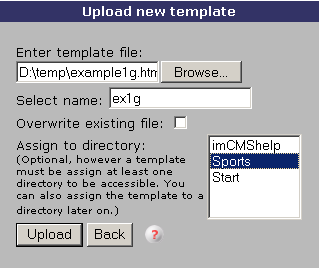 Upload new template
Enter template file:
D:\temp\example1g.htm Browse...
Select name: ex1g
Overwrite existing file:
Assign to directory:
(Optional, however a template
must be assign at least one
directory to be accessible. You
can also assign the template to a
directory later on.)
imCMShelp
Sports
Start
Upload Back ?